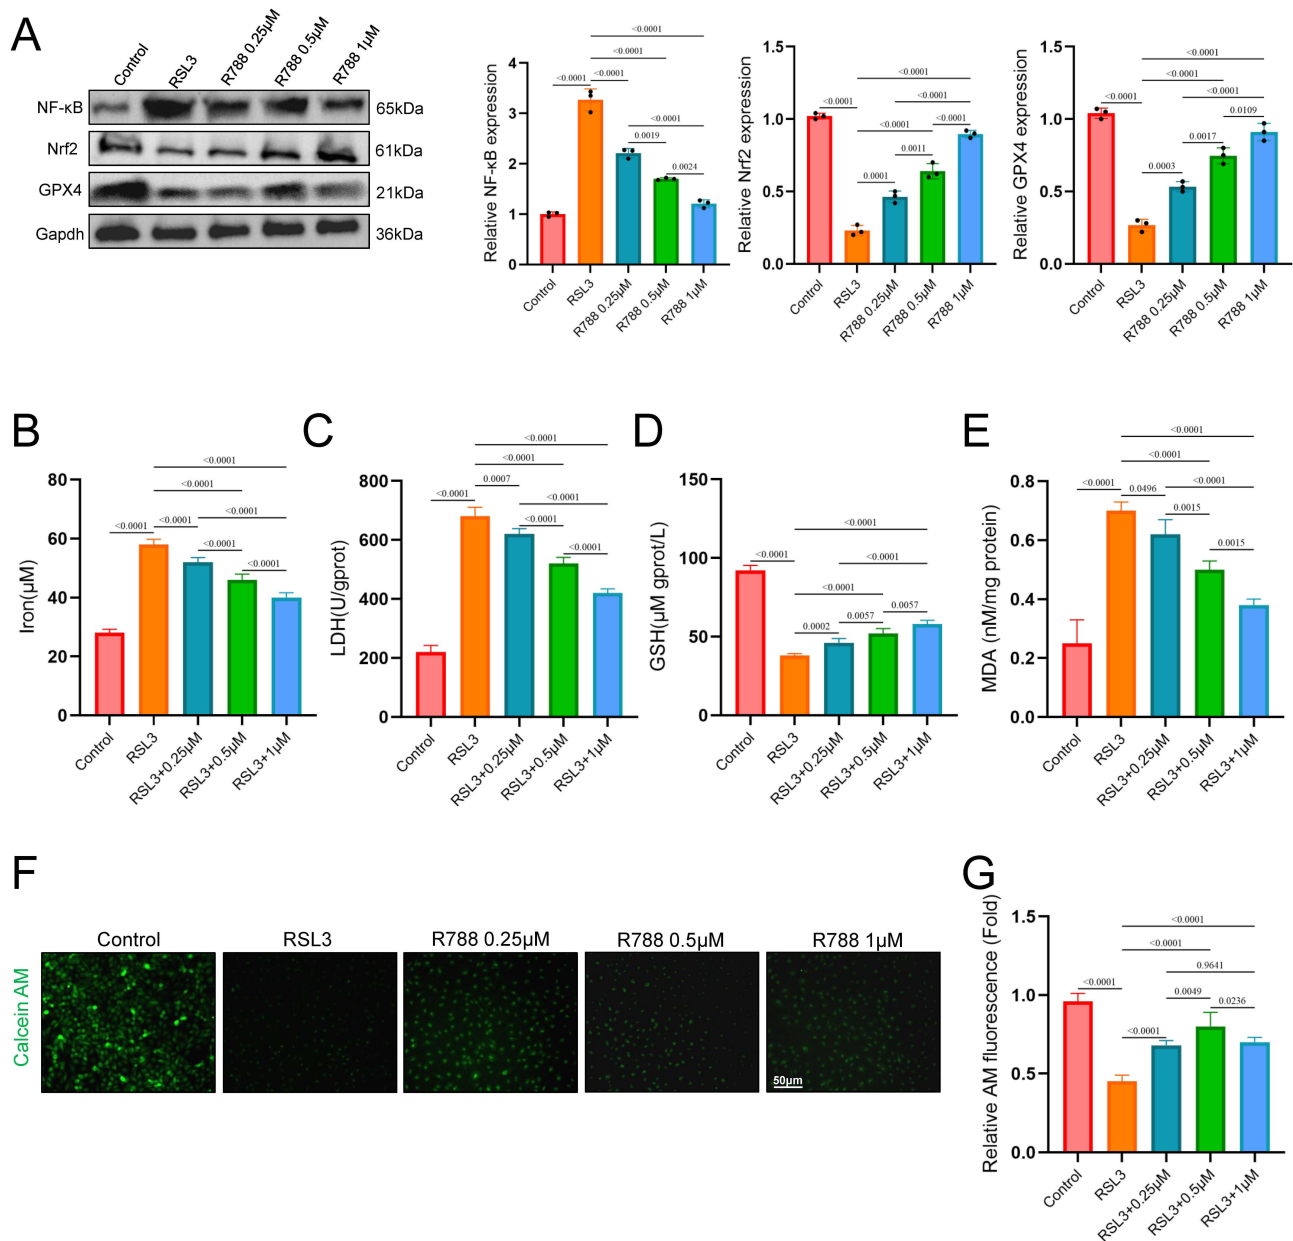 A
Control
RSL3
R788 0.25μM
R788 0.5μM
R788 1μM
NF-κB
65kDa
Nrf2
61kDa
GPX4
21kDa
Gapdh
36kDa
Relative NF-κB expression
4
3
2
1
0
<0.0001
<0.0001
<0.0001
<0.0001
<0.0001
0.0019
0.0024
Control
RSL3
R788 0.25μM
R788 0.5μM
R788 1μM
Relative Nrf2 expression
1.5
1.0
0.5
0.0
<0.0001
<0.0001
<0.0001
<0.0001
<0.0001
0.0011
0.0001
Control
RSL3
R788 0.25μM
R788 0.5μM
R788 1μM
Relative GPX4 expression
1.5
1.0
0.5
0.0
<0.0001
<0.0001
<0.0001
<0.0001
0.0109
0.0017
0.0003
Control
RSL3
R788 0.25μM
R788 0.5μM
R788 1μM
B
Iron(μM)
80
60
40
20
0
<0.0001
<0.0001
<0.0001
<0.0001
<0.0001
<0.0001
<0.0001
Control
RSL3
RSL3+0.25μM
RSL3+0.5μM
RSL3+1μM
C
LDH(U/gprot)
800
600
400
200
0
<0.0001
<0.0001
0.0007
<0.0001
<0.0001
<0.0001
<0.0001
Control
RSL3
RSL3+0.25μM
RSL3+0.5μM
RSL3+1μM
D
GSH(μM gprot/L)
150
100
50
0
<0.0001
<0.0001
<0.0001
<0.0001
0.0057
0.0057
0.0002
Control
RSL3
RSL3+0.25μM
RSL3+0.5μM
RSL3+1μM
E
MDA (nM/mg protein)
0.8
0.6
0.4
0.2
0.0
<0.0001
<0.0001
<0.0001
0.0496
<0.0001
0.0015
0.0015
Control
RSL3
RSL3+0.25μM
RSL3+0.5μM
RSL3+1μM
F
Control
RSL3
R788 0.25μM
R788 0.5μM
R788 1μM
Calcein AM
50μm
G
Relative AM fluorescence (Fold)
1.5
1.0
0.5
0.0
<0.0001
<0.0001
0.9641
<0.0001
0.0049
0.0236
<0.0001
Control
RSL3
RSL3+0.25μM
RSL3+0.5μM
RSL3+1μM